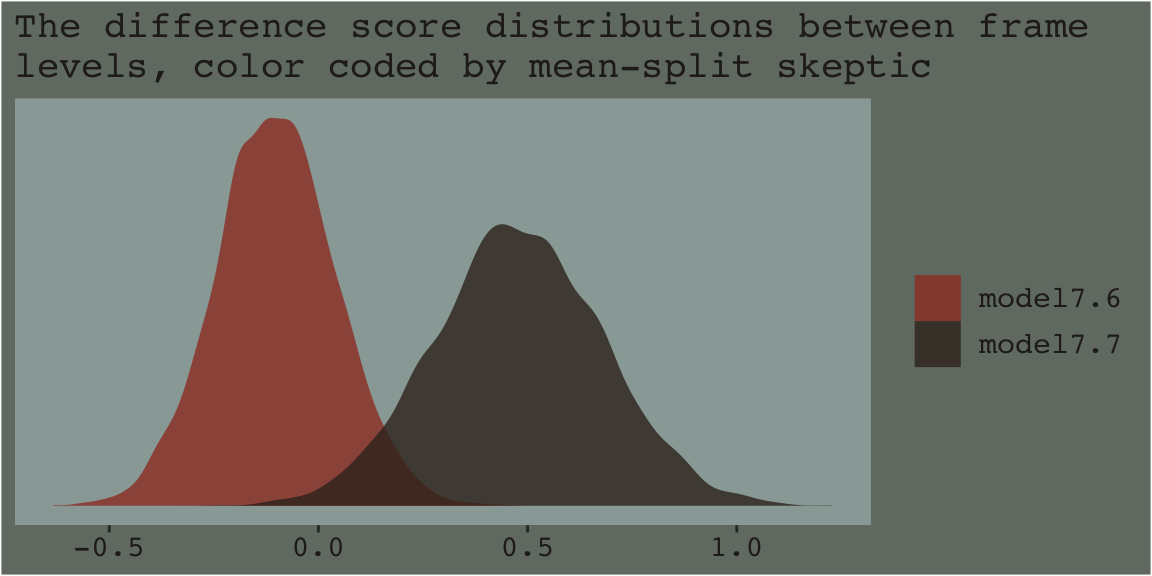 The difference score distributions between frame
levels, color coded by mean-split skeptic
model7.6
model7.7
-0.5 0.0 0.5 1.0